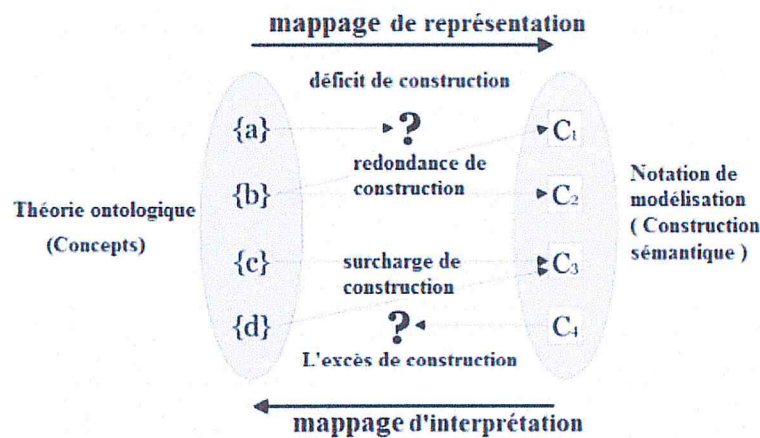 mappage de représentation
déficit de construction
{a}
?
C₁
redondance de
construction
{b}
C₂
Notation de
modélisation
( Construction
sémantique )
Théorie ontologique
(Concepts)
{c}
surcharge de
construction
C₃
{d}
?
C₄
L'excès de construction
mappage d'interprétation